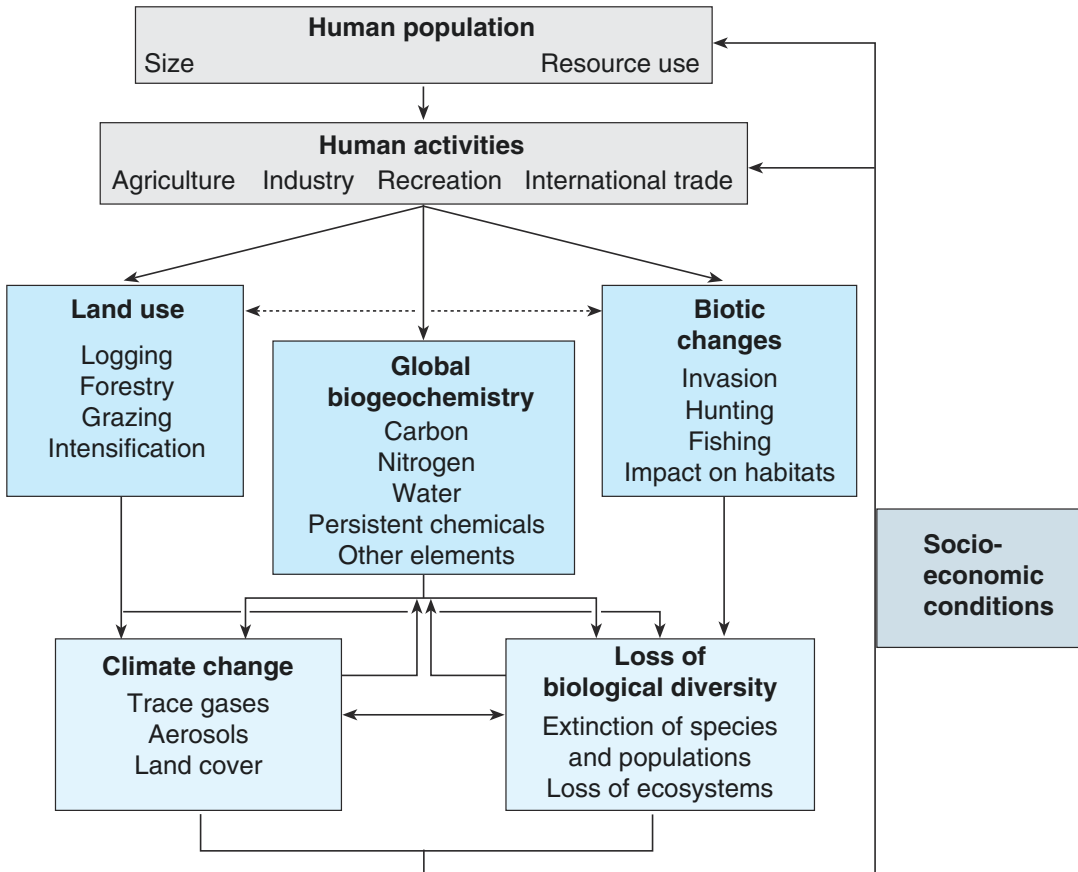 Human population
Size Resource use
Human activities
Agriculture Industry Recreation International trade
Land use
Logging
Forestry
Grazing
Intensification
Global
biogeochemistry
Carbon
Nitrogen
Water
Persistent chemicals
Other elements
Biotic
changes
Invasion
Hunting
Fishing
Impact on habitats
Socio-
economic
conditions
Climate change
Trace gases
Aerosols
Land cover
Loss of
biological diversity
Extinction of species
and populations
Loss of ecosystems